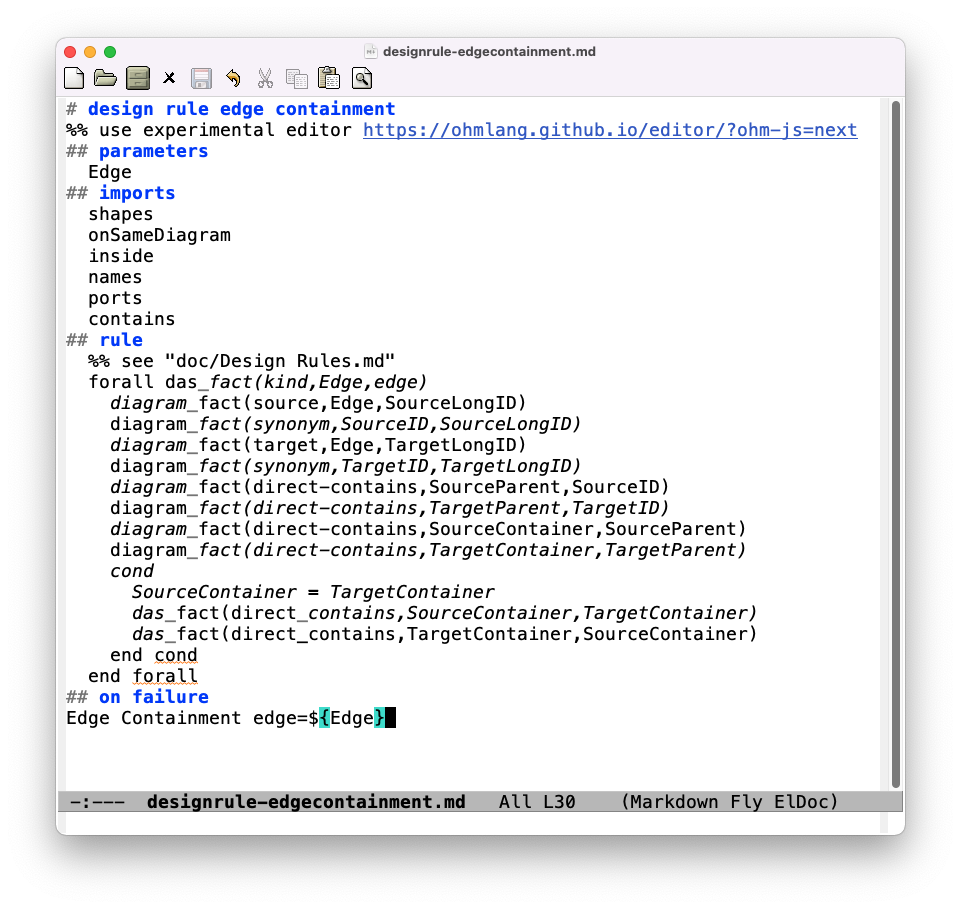 designrule-edgecontainment.md
# design rule edge containment
%% use experimental editor https://ohmlang.github.io/editor/?ohm-js=next
## parameters
  Edge
## imports
  shapes
  onSameDiagram
  inside
  names
  ports
  contains
## rule
  %% see "doc/Design Rules.md"
  forall das_fact(kind,Edge,edge)
    diagram_fact(source,Edge,SourceLongID)
    diagram_fact(synonym,SourceID,SourceLongID)
    diagram_fact(target,Edge,TargetLongID)
    diagram_fact(synonym,TargetID,TargetLongID)
    diagram_fact(direct-contains,SourceParent,SourceID)
    diagram_fact(direct-contains,TargetParent,TargetID)
    diagram_fact(direct-contains,SourceContainer,SourceParent)
    diagram_fact(direct-contains,TargetContainer,TargetParent)
    cond
      SourceContainer = TargetContainer
      das_fact(direct_contains,SourceContainer,TargetContainer)
      das_fact(direct_contains,TargetContainer,SourceContainer)
    end cond
  end forall
## on failure
Edge Containment edge=${Edge}
-:---  designrule-edgecontainment.md   All L30    (Markdown Fly ElDoc)